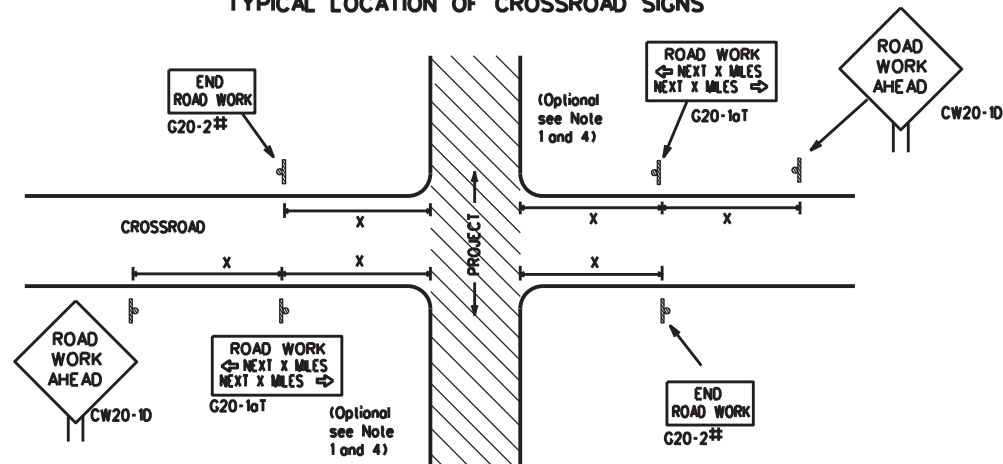 TYPICAL LOCATION OF CROSSROAD SIGNS
END
ROAD WORK
G20-2#
(Optional
see Note
1 and 4)
ROAD WORK
⇦ NEXT X MILES
NEXT X MILES ⇨
G20-1aT
ROAD
WORK
AHEAD
CW20-1D
CROSSROAD
X
X
X
PROJECT
X
X
X
ROAD
WORK
AHEAD
CW20-1D
ROAD WORK
⇦ NEXT X MILES
NEXT X MILES ⇨
G20-1aT
(Optional
see Note
1 and 4)
END
ROAD WORK
G20-2#